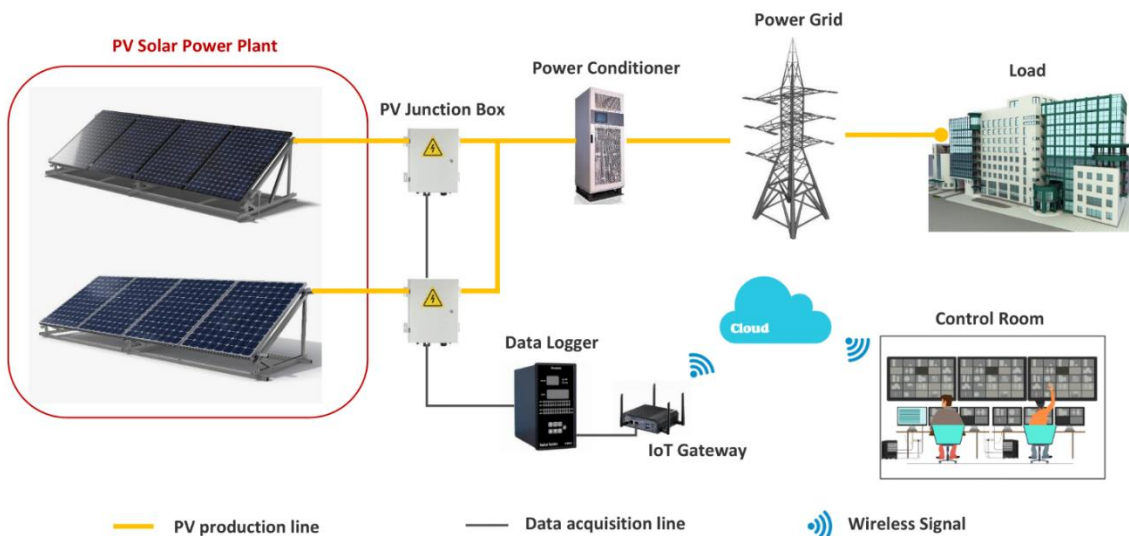 Power Grid
PV Solar Power Plant
Power Conditioner
Load
PV Junction Box
Cloud
Control Room
Data Logger
IoT Gateway
PV production line
Data acquisition line
Wireless Signal